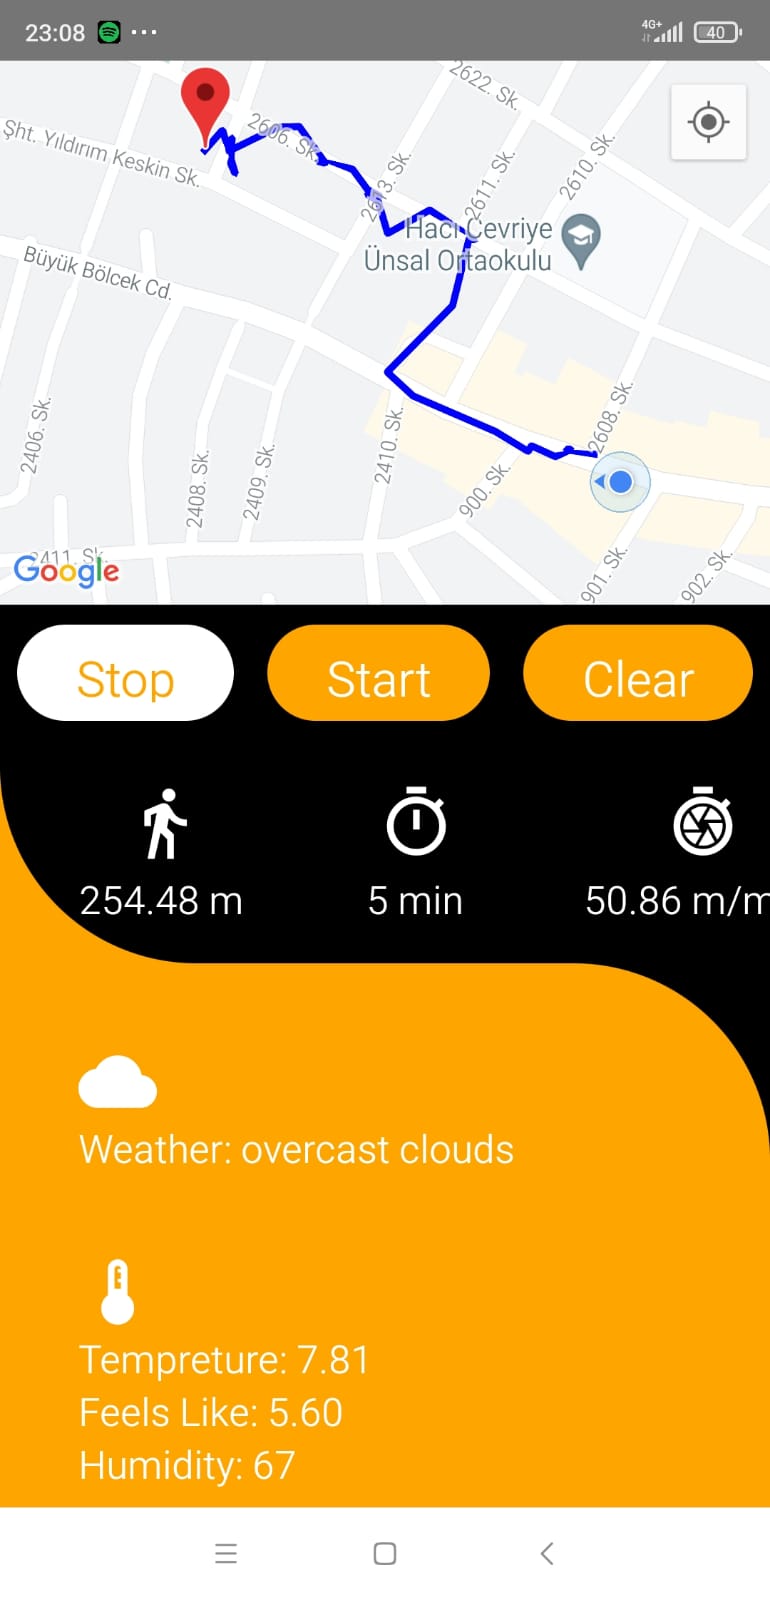 23:08
4G+
40
2622. Sk.
2606. Sk.
Şht. Yıldırım Keskin Sk.
2613. Sk.
2611. Sk.
2610. Sk.
Hacı Cevriye
Ünsal Ortaokulu
Büyük Bölcek Cd.
2406. Sk.
2408. Sk.
2409. Sk.
2410. Sk.
2608. Sk.
900. Sk.
901. Sk.
902. Sk.
2411. Sk.
Google
Stop
Start
Clear
254.48 m
5 min
50.86 m/m
Weather: overcast clouds
Tempreture: 7.81
Feels Like: 5.60
Humidity: 67